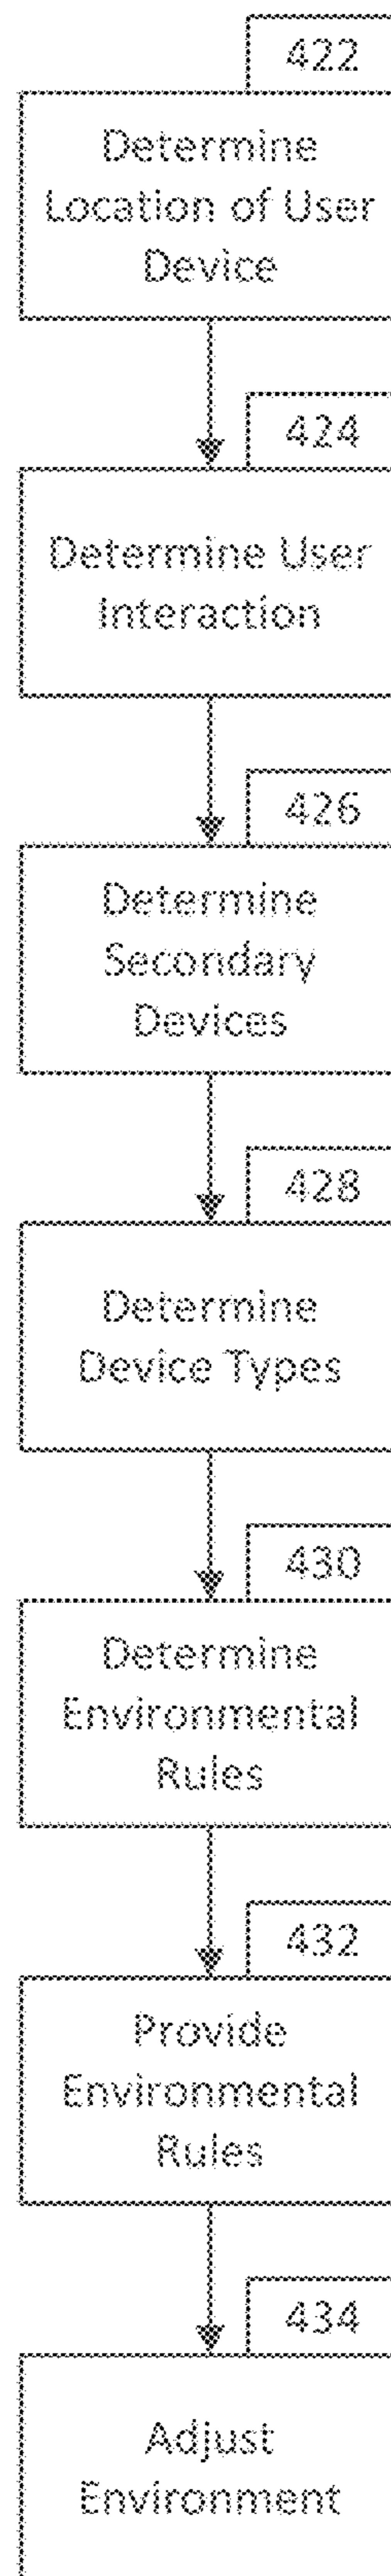 422
Determine
Location of User
Device
424
Determine User
Interaction
426
Determine
Secondary
Devices
428
Determine
Device Types
430
Determine
Environmental
Rules
432
Provide
Environmental
Rules
434
Adjust
Environment